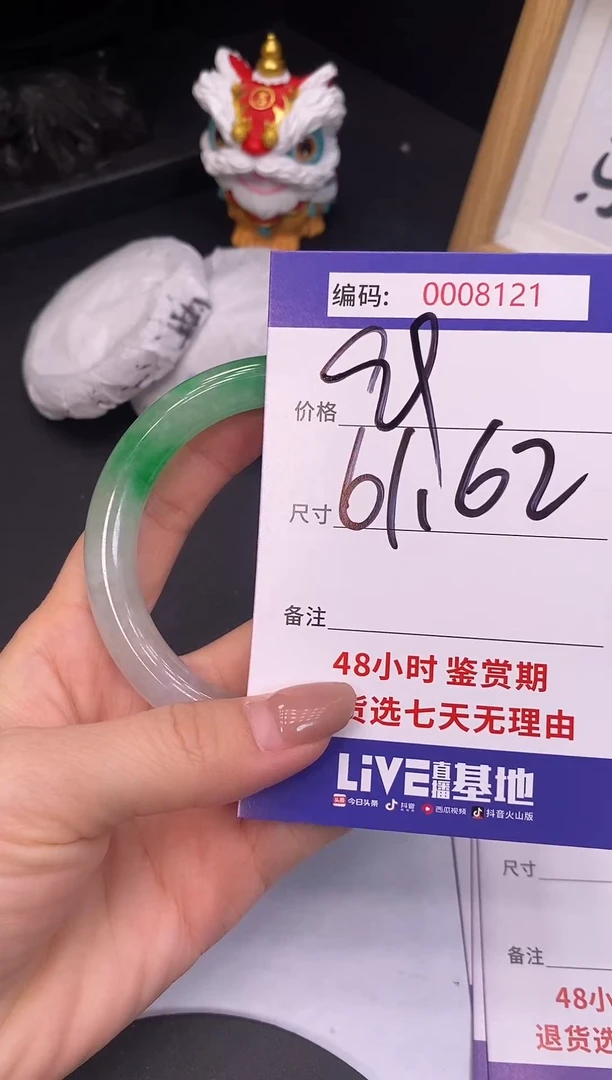 编码: 0008121
价格
尺寸 61.62
备注
48小时 鉴赏期
货选七天无理由
LiVE直播基地
今日头条 抖音 西瓜视频 抖音火山版
尺寸
备注
48小
退货选